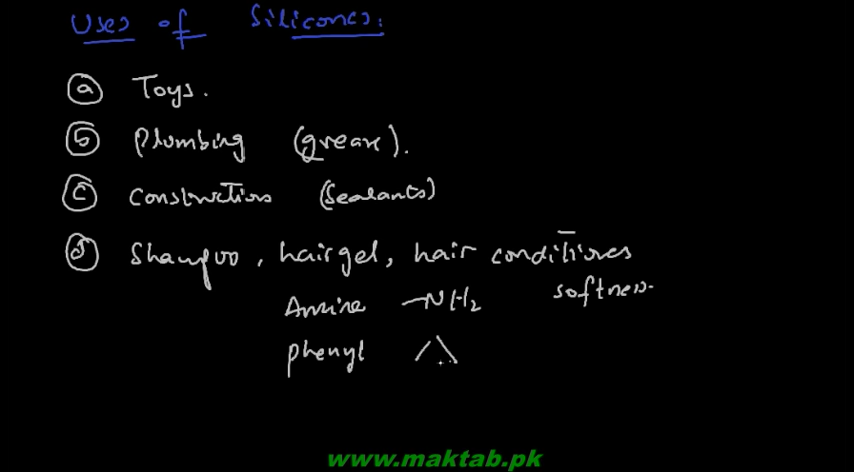 Uses of Silicones:
(a) Toys.
(b) Plumbing (grease).
(c) Construction (Sealants)
(d) Shampoo, hairgel, hair conditioners
softness.
Amine -NH2
phenyl
www.maktab.pk